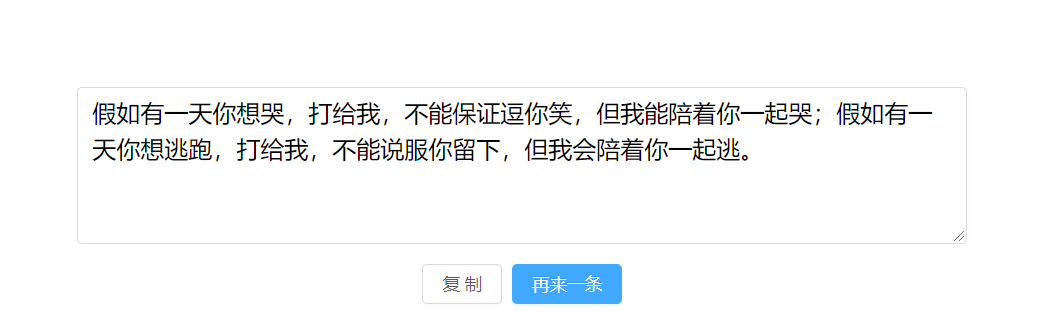 假如有一天你想哭，打给我，不能保证逗你笑，但我能陪着你一起哭；假如有一
天你想逃跑，打给我，不能说服你留下，但我会陪着你一起逃。
复 制
再来一条